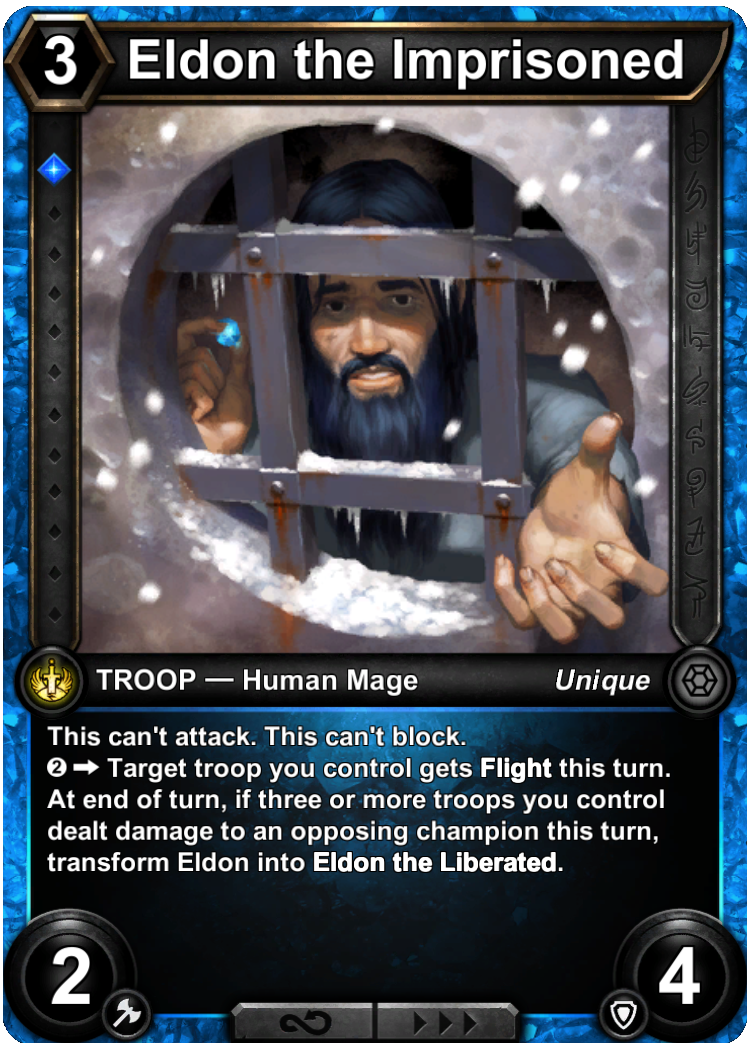 3 Eldon the Imprisoned
TROOP — Human Mage Unique
This can't attack. This can't block.
❷ ➡ Target troop you control gets Flight this turn.
At end of turn, if three or more troops you control
dealt damage to an opposing champion this turn,
transform Eldon into Eldon the Liberated.
2 4